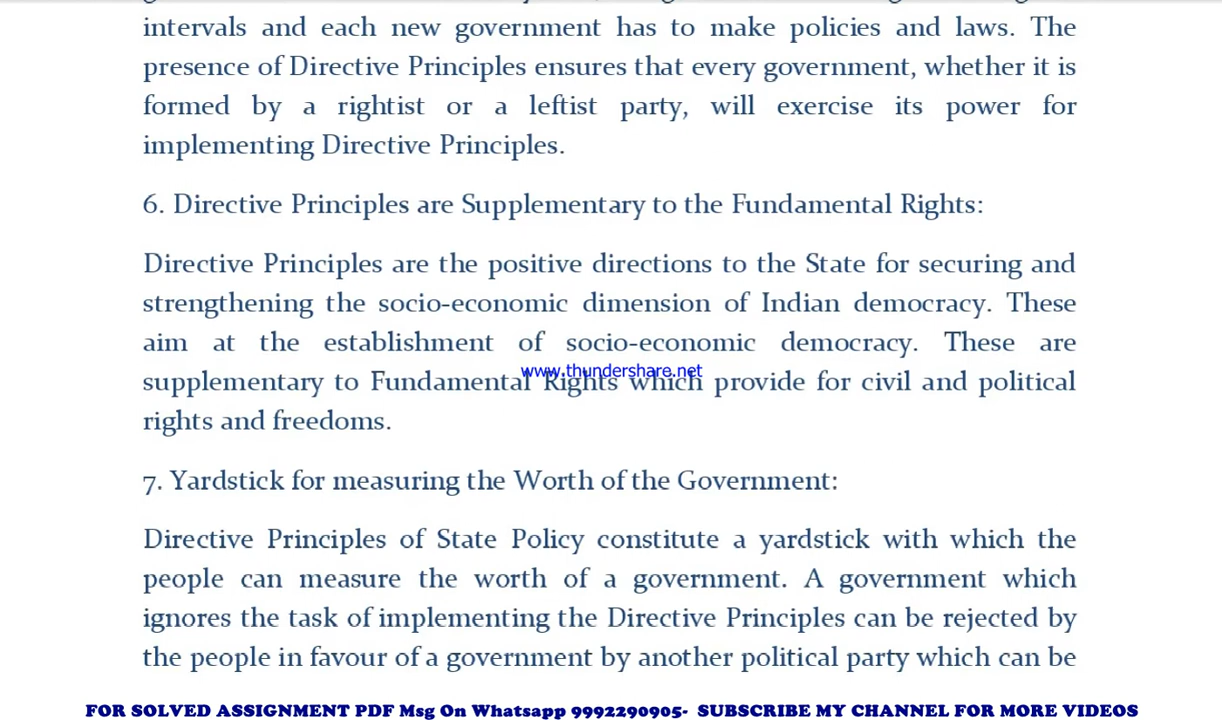 intervals and each new government has to make policies and laws. The
presence of Directive Principles ensures that every government, whether it is
formed by a rightist or a leftist party, will exercise its power for
implementing Directive Principles.
6. Directive Principles are Supplementary to the Fundamental Rights:
Directive Principles are the positive directions to the State for securing and
strengthening the socio-economic dimension of Indian democracy. These
aim at the establishment of socio-economic democracy. These are
www.thundershare.net
supplementary to Fundamental Rights which provide for civil and political
rights and freedoms.
7. Yardstick for measuring the Worth of the Government:
Directive Principles of State Policy constitute a yardstick with which the
people can measure the worth of a government. A government which
ignores the task of implementing the Directive Principles can be rejected by
the people in favour of a government by another political party which can be
FOR SOLVED ASSIGNMENT PDF Msg On Whatsapp 9992290905- SUBSCRIBE MY CHANNEL FOR MORE VIDEOS